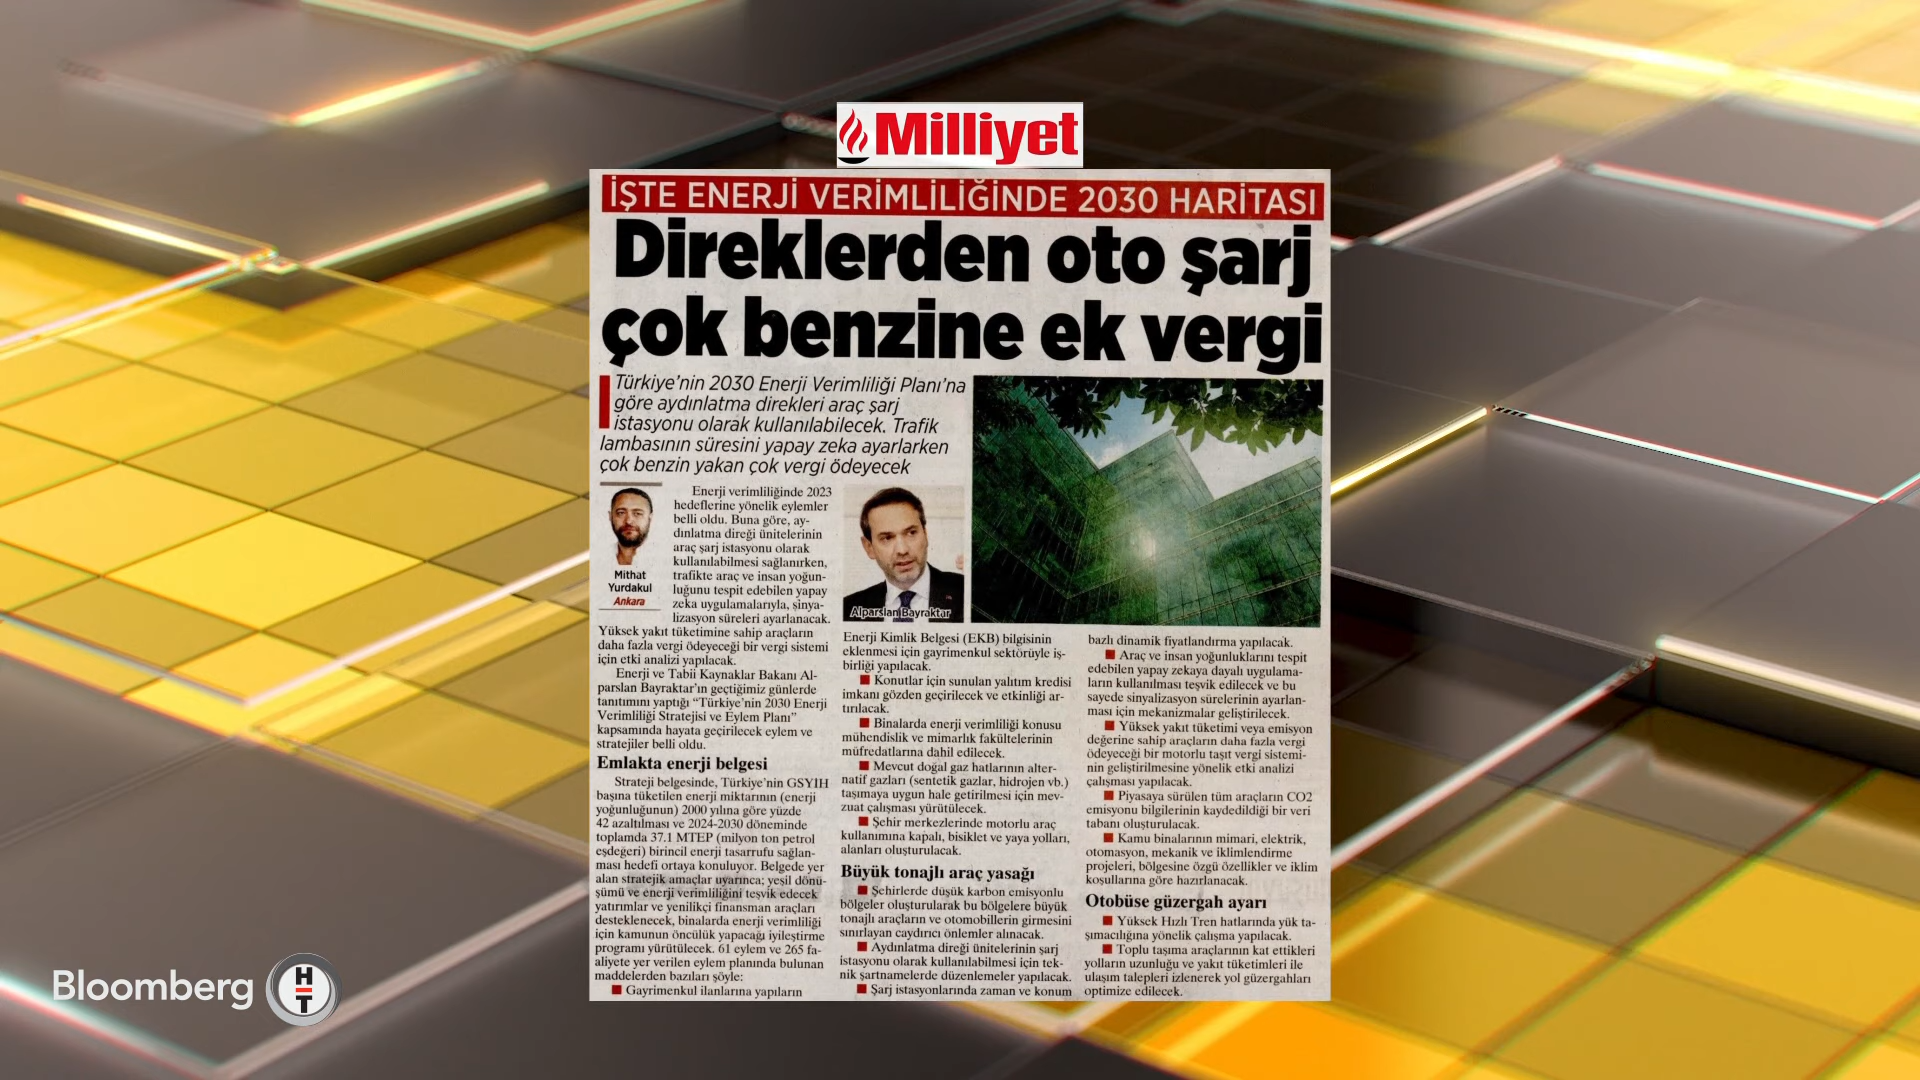 Milliyet
İŞTE ENERJİ VERİMLİLİĞİNDE 2030 HARİTASI
Direklerden oto şarj
çok benzine ek vergi
Türkiye'nin 2030 Enerji Verimliliği Planı'na
göre aydınlatma direkleri araç şarj
istasyonu olarak kullanılabilecek. Trafik
lambasının süresini yapay zeka ayarlarken
çok benzin yakan çok vergi ödeyecek
Mithat
Yurdakul
Ankara
Enerji verimliliğinde 2023
hedeflerine yönelik eylemler
belli oldu. Buna göre, ay-
dınlatma direği ünitelerinin
araç şarj istasyonu olarak
kullanılabilmesi sağlanırken,
trafikte araç ve insan yoğun-
luğunu tespit edebilen yapay
zeka uygulamalarıyla, sinya-
lizasyon süreleri ayarlanacak.
Yüksek yakıt tüketimine sahip araçların
daha fazla vergi ödeyeceği bir vergi sistemi
için etki analizi yapılacak.
Enerji ve Tabii Kaynaklar Bakanı Al-
parslan Bayraktar'ın geçtiğimiz günlerde
tanıtımını yaptığı “Türkiye'nin 2030 Enerji
Verimliliği Stratejisi ve Eylem Planı”
kapsamında hayata geçirilecek eylem ve
stratejiler belli oldu.
Emlakta enerji belgesi
Strateji belgesinde, Türkiye'nin GSYIH
başına tüketilen enerji miktarının (enerji
yoğunluğunun) 2000 yılına göre yüzde
42 azaltılması ve 2024-2030 döneminde
toplamda 37.1 MTEP (milyon ton petrol
eşdeğeri) birincil enerji tasarrufu sağlan-
ması hedefi ortaya konuluyor. Belgede yer
alan stratejik amaçlar uyarınca; yeşil dönü-
şümü ve enerji verimliliğini teşvik edecek
yatırımlar ve yenilikçi finansman araçları
desteklenecek, binalarda enerji verimliliği
için kamunun öncülük yapacağı iyileştirme
programı yürütülecek. 61 eylem ve 265 fa-
aliyete yer verilen eylem planında bulunan
maddelerden bazıları şöyle:
■ Gayrimenkul ilanlarına yapıların
Alparslan Bayraktar
Enerji Kimlik Belgesi (EKB) bilgisinin
eklenmesi için gayrimenkul sektörüyle iş-
birliği yapılacak.
■ Konutlar için sunulan yalıtım kredisi
imkanı gözden geçirilecek ve etkinliği ar-
tırılacak.
■ Binalarda enerji verimliliği konusu
mühendislik ve mimarlık fakültelerinin
müfredatlarına dahil edilecek.
■ Mevcut doğal gaz hatlarının alter-
natif gazları (sentetik gazlar, hidrojen vb.)
taşımaya uygun hale getirilmesi için mev-
zuat çalışması yürütülecek.
■ Şehir merkezlerinde motorlu araç
kullanımına kapalı, bisiklet ve yaya yolları,
alanları oluşturulacak.
Büyük tonajlı araç yasağı
■ Şehirlerde düşük karbon emisyonlu
bölgeler oluşturularak bu bölgelere büyük
tonajlı araçların ve otomobillerin girmesini
sınırlayan caydırıcı önlemler alınacak.
■ Aydınlatma direği ünitelerinin şarj
istasyonu olarak kullanılabilmesi için tek-
nik şartnamelerde düzenlemeler yapılacak.
■ Şarj istasyonlarında zaman ve konum
bazlı dinamik fiyatlandırma yapılacak.
■ Araç ve insan yoğunluklarını tespit
edebilen yapay zekaya dayalı uygulama-
ların kullanılması teşvik edilecek ve bu
sayede sinyalizasyon sürelerinin ayarlan-
ması için mekanizmalar geliştirilecek.
■ Yüksek yakıt tüketimi veya emisyon
değerine sahip araçların daha fazla vergi
ödeyeceği bir motorlu taşıt vergi sistemi-
nin geliştirilmesine yönelik etki analizi
çalışması yapılacak.
■ Piyasaya sürülen tüm araçların CO2
emisyonu bilgilerinin kaydedildiği bir veri
tabanı oluşturulacak.
■ Kamu binalarının mimari, elektrik,
otomasyon, mekanik ve iklimlendirme
projeleri, bölgesine özgü özellikler ve iklim
koşullarına göre hazırlanacak.
Otobüse güzergah ayarı
■ Yüksek Hızlı Tren hatlarında yük ta-
şımacılığına yönelik çalışma yapılacak.
■ Toplu taşıma araçlarının kat ettikleri
yolların uzunluğu ve yakıt tüketimleri ile
ulaşım talepleri izlenerek yol güzergahları
optimize edilecek.
Bloomberg HT